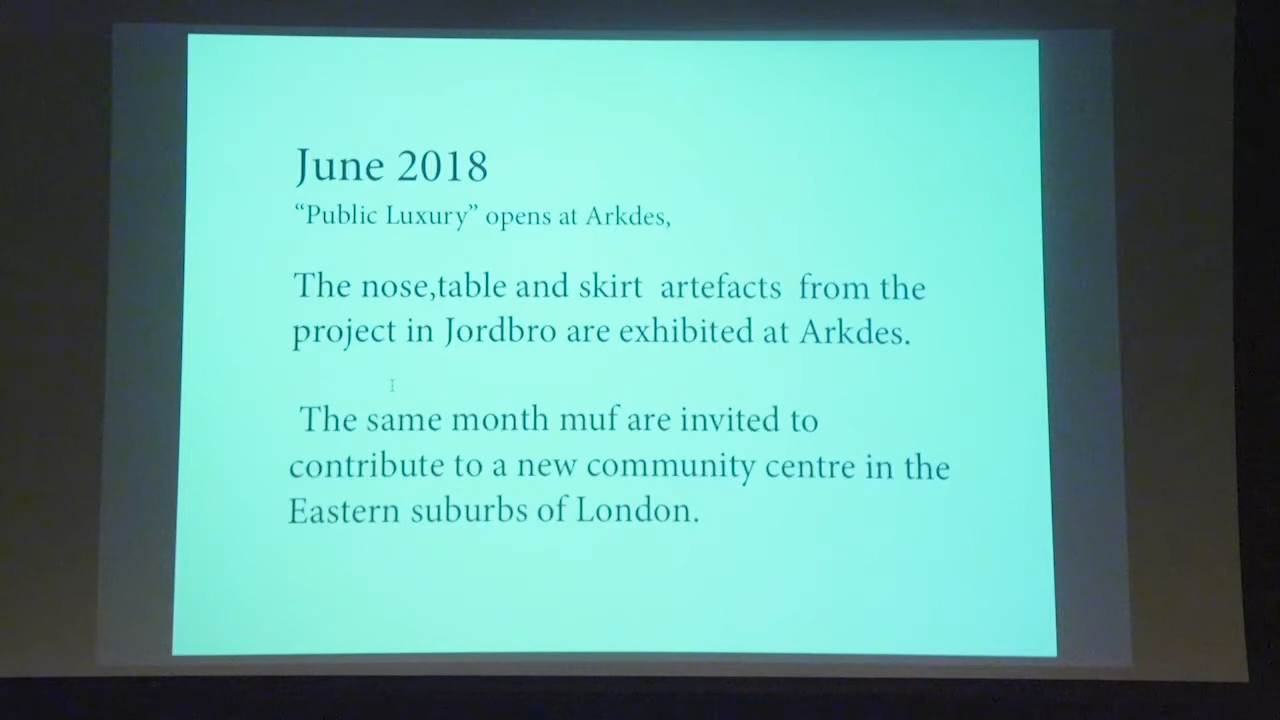 June 2018
“Public Luxury” opens at Arkdes,
The nose,table and skirt artefacts from the
project in Jordbro are exhibited at Arkdes.
The same month muf are invited to
contribute to a new community centre in the
Eastern suburbs of London.